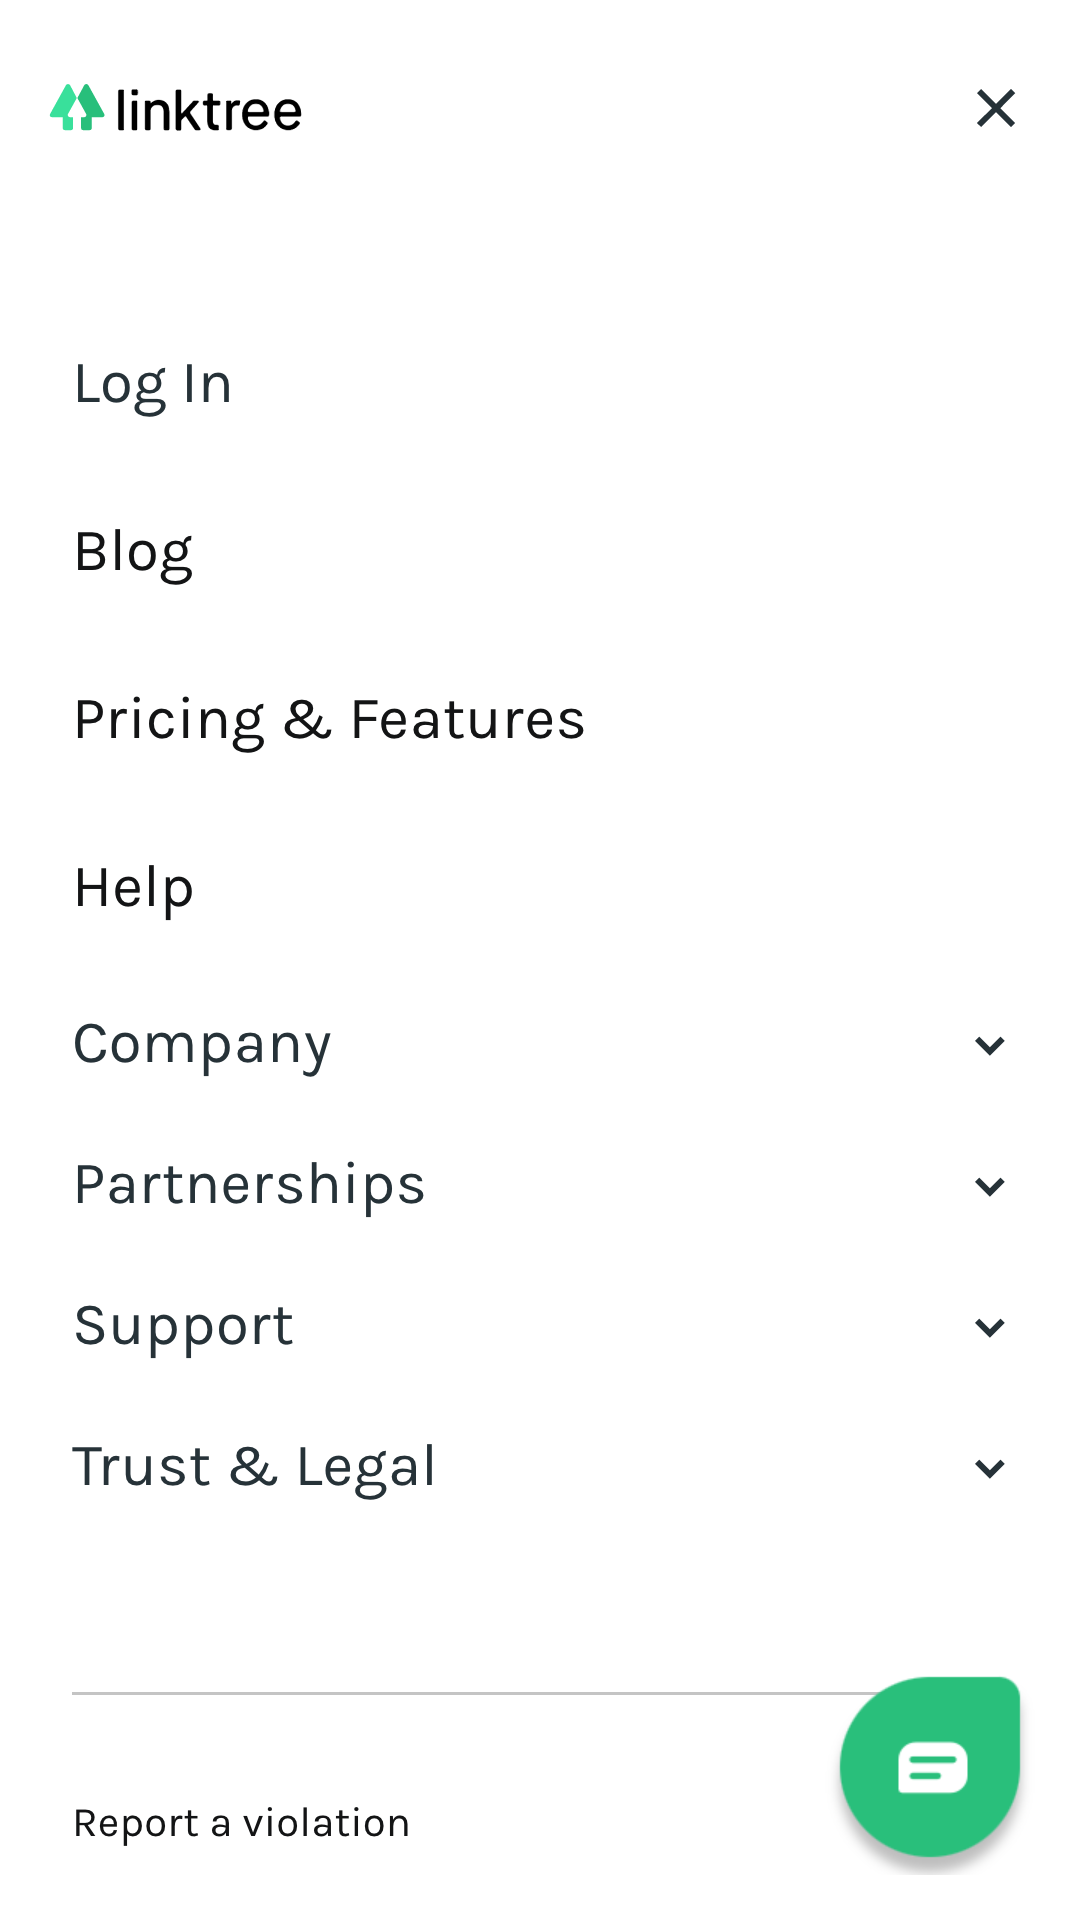 linktree
Log In
Blog
Pricing & Features
Help
Company
Partnerships
Support
Trust & Legal
Report a violation